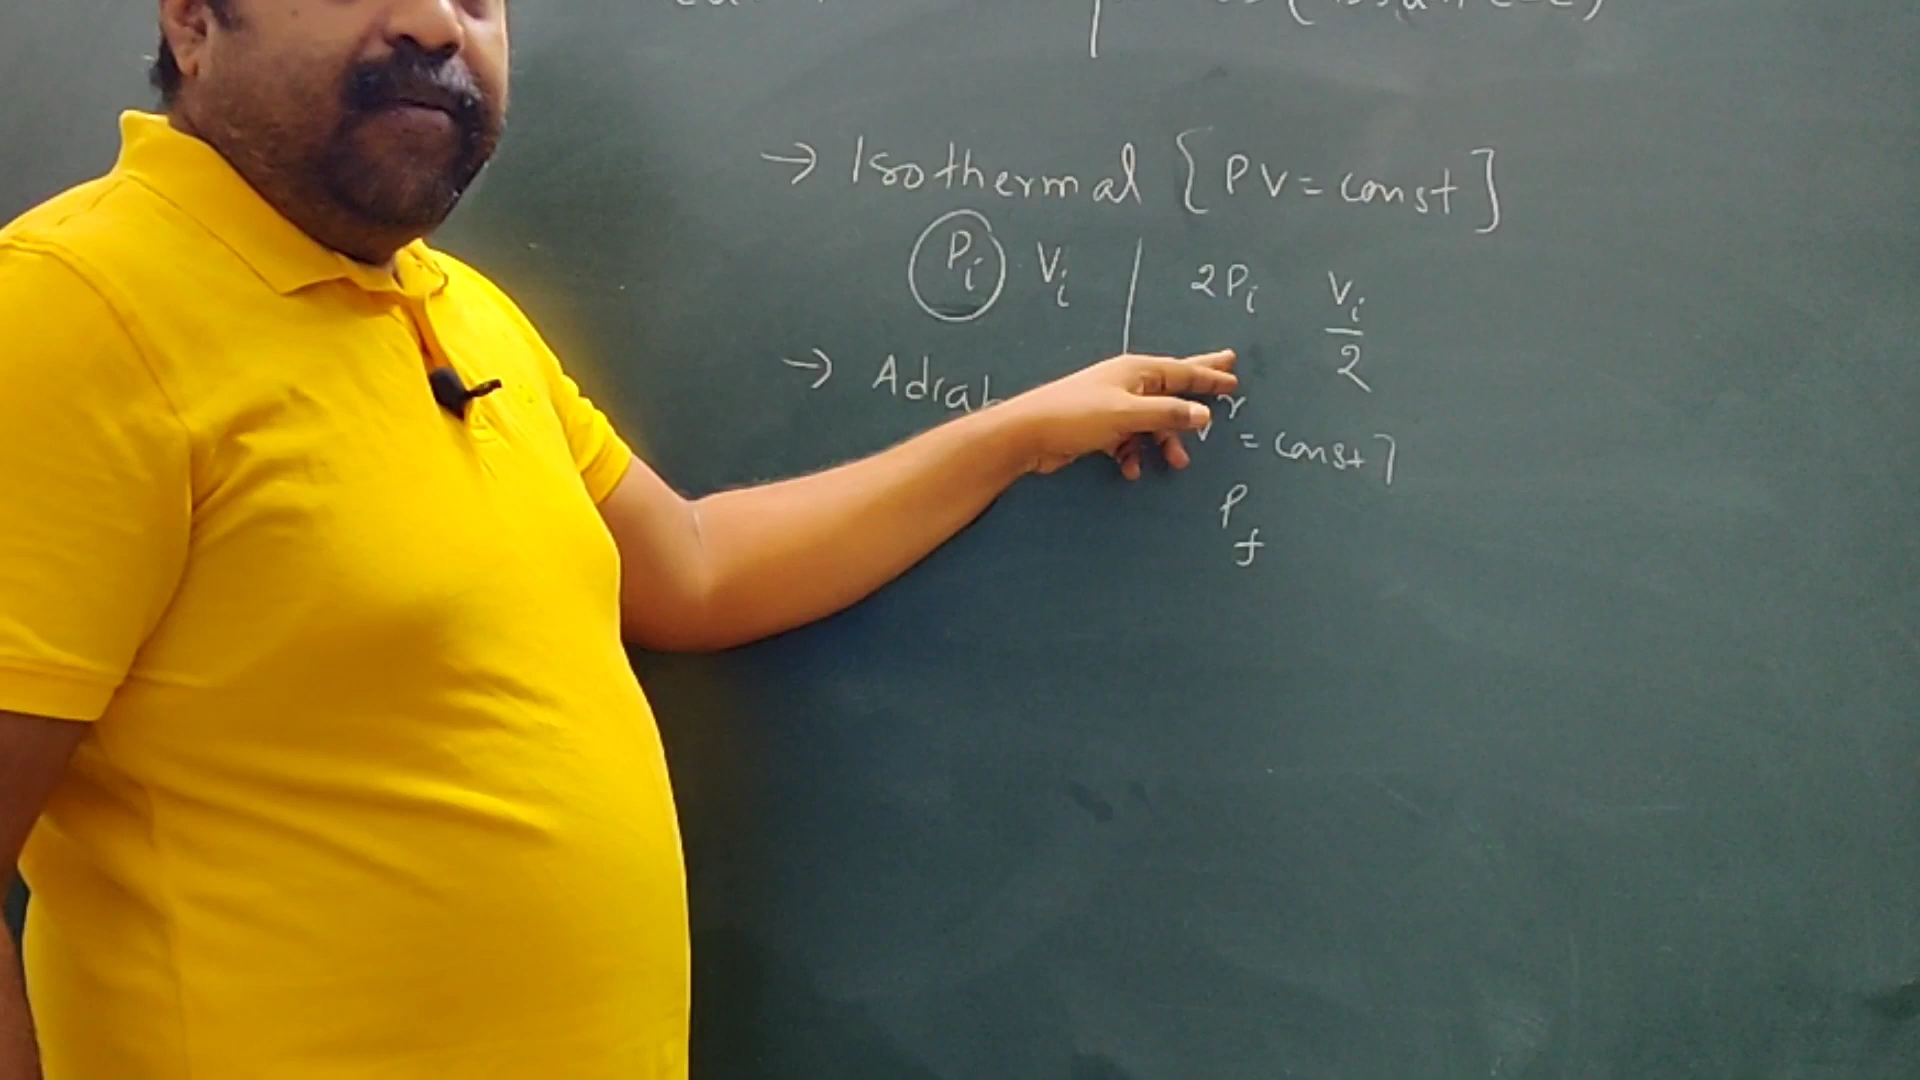 → Isothermal [PV = const]
Pi Vi | 2Pi Vi/2
→ Adiab
V^γ = const]
Pf